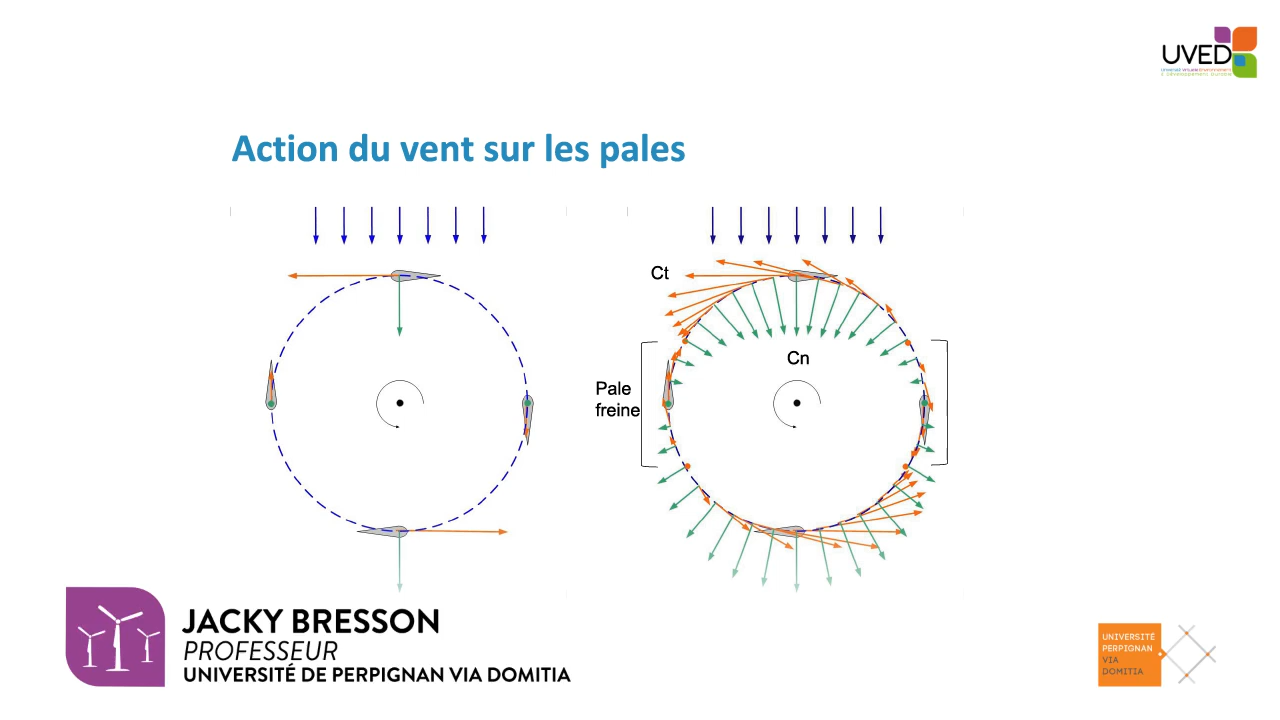 UVED
Action du vent sur les pales
Ct
Cn
Pale
freine
JACKY BRESSON
PROFESSEUR
UNIVERSITÉ DE PERPIGNAN VIA DOMITIA
UNIVERSITÉ
PERPIGNAN
VIA
DOMITIA